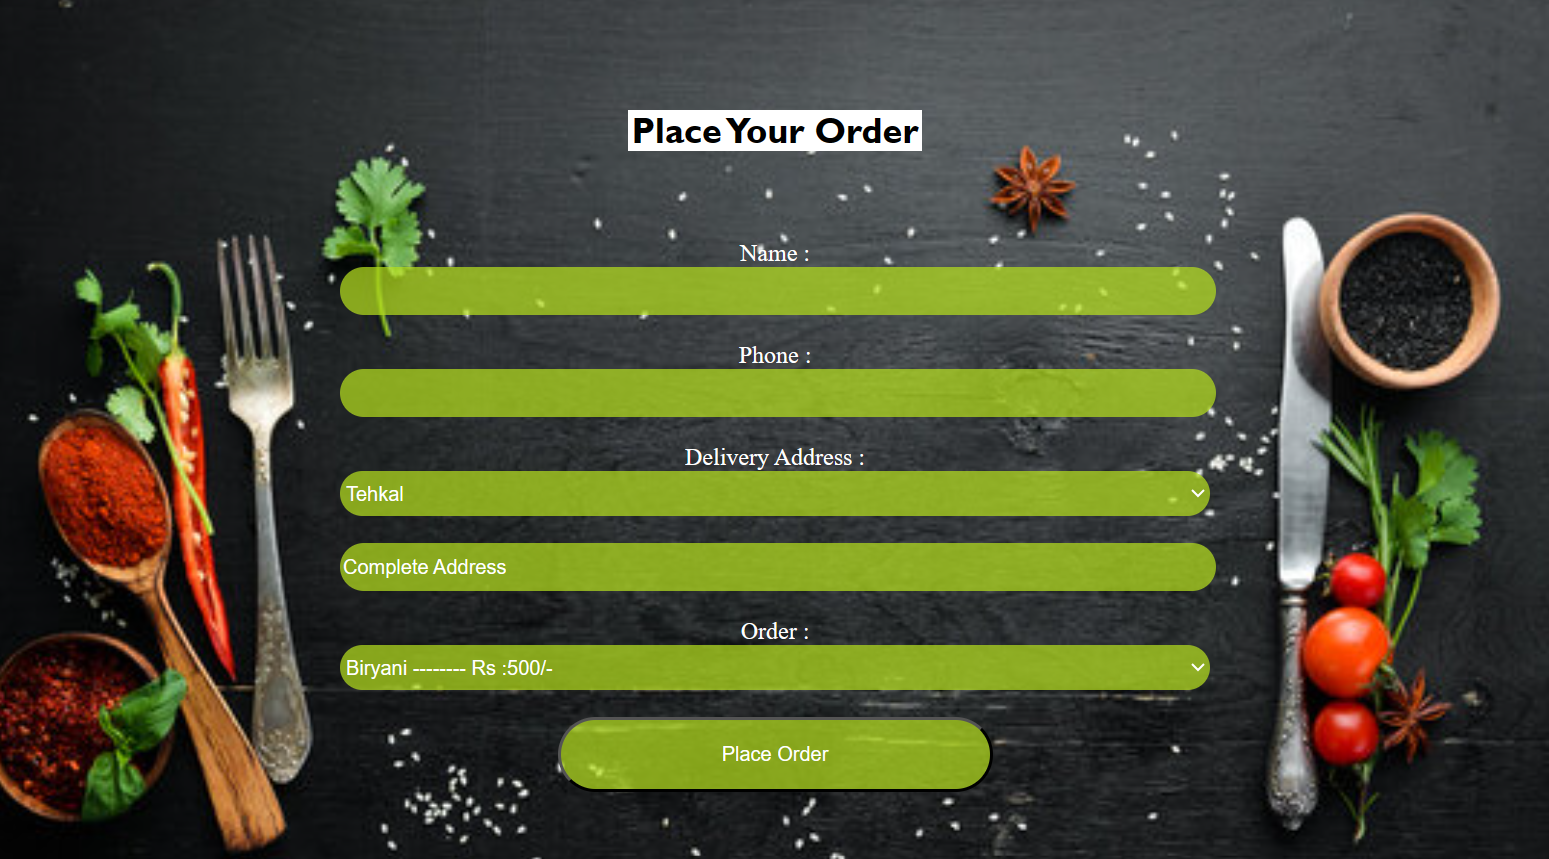 Place Your Order
Name :
Phone :
Delivery Address :
Tehkal
Complete Address
Order :
Biryani -------- Rs :500/-
Place Order